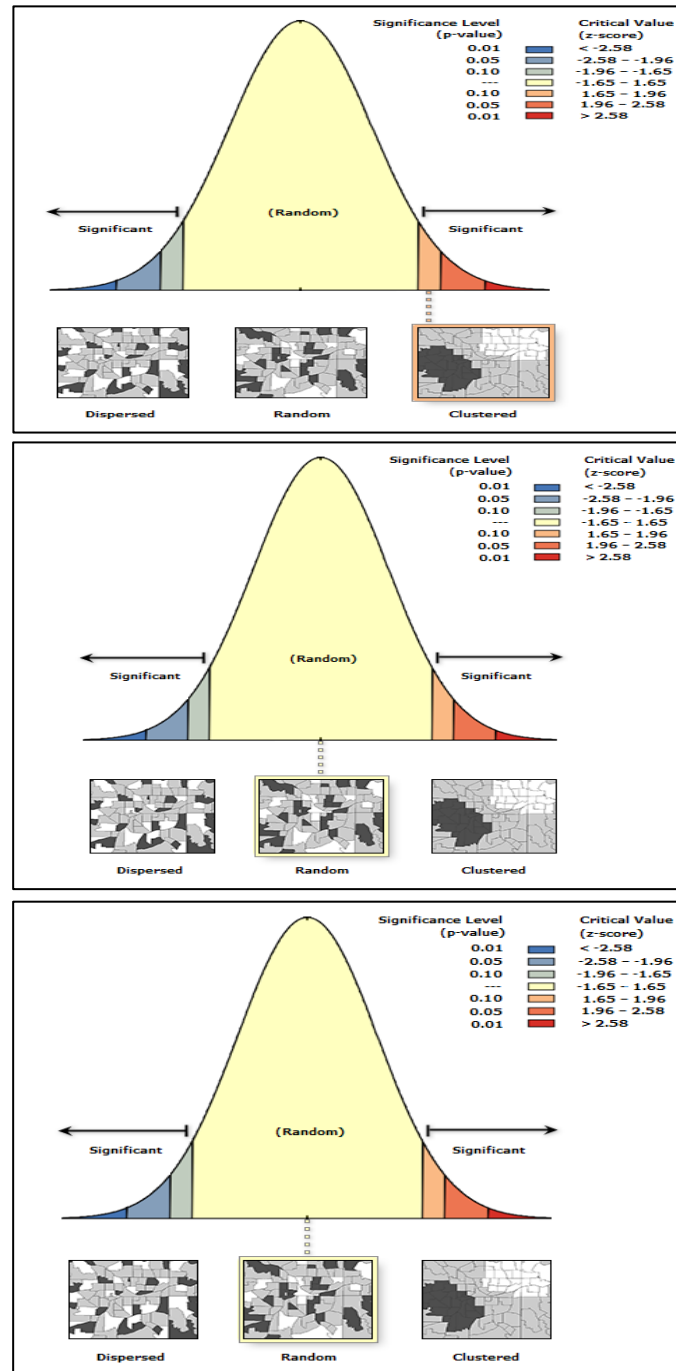 Significance Level Critical Value
(p-value) (z-score)
0.01 < -2.58
0.05 -2.58 – -1.96
0.10 -1.96 – -1.65
--- -1.65 – 1.65
0.10 1.65 – 1.96
0.05 1.96 – 2.58
0.01 > 2.58
Significant (Random) Significant
Dispersed Random Clustered
Significance Level Critical Value
(p-value) (z-score)
0.01 < -2.58
0.05 -2.58 – -1.96
0.10 -1.96 – -1.65
--- -1.65 – 1.65
0.10 1.65 – 1.96
0.05 1.96 – 2.58
0.01 > 2.58
(Random)
Significant Significant
Dispersed Random Clustered
Significance Level Critical Value
(p-value) (z-score)
0.01 < -2.58
0.05 -2.58 – -1.96
0.10 -1.96 – -1.65
--- -1.65 – 1.65
0.10 1.65 – 1.96
0.05 1.96 – 2.58
0.01 > 2.58
(Random)
Significant Significant
Dispersed Random Clustered